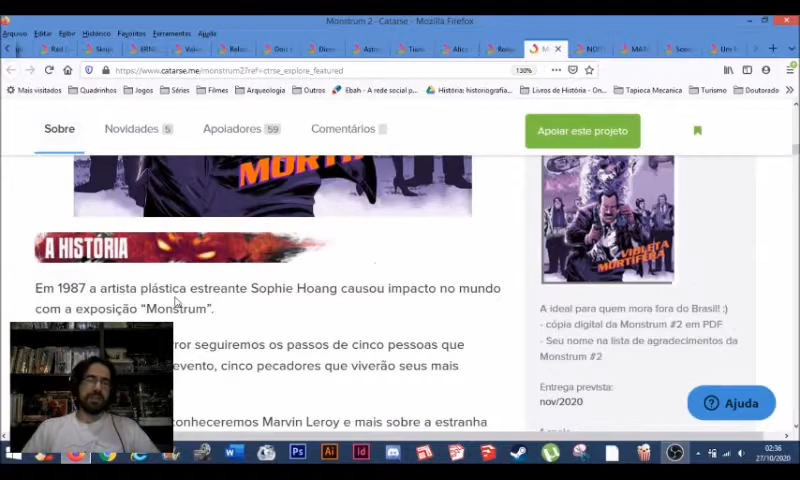 Monstrum 2 - Catarse - Mozilla Firefox
Arquivo Editar Exibir Histórico Favoritos Ferramentas Ajuda
https://www.catarse.me/monstrum2?ref=ctrse_explore_featured
130%
Mais visitados Quadrinhos Jogos Séries Filmes Arqueologia Outros Ebah - A rede social p... História: historiografia... Livros de História - On... Tapioca Mecanica Turismo Doutorado
Sobre Novidades 5 Apoiadores 59 Comentários
Apoiar este projeto
MORTÍFERA
VIOLETA
MORTÍFERA
A HISTÓRIA
Em 1987 a artista plástica estreante Sophie Hoang causou impacto no mundo
com a exposição “Monstrum”.
ror seguiremos os passos de cinco pessoas que
evento, cinco pecadores que viverão seus mais
conheceremos Marvin Leroy e mais sobre a estranha
A ideal para quem mora fora do Brasil! :)
- cópia digital da Monstrum #2 em PDF
- Seu nome na lista de agradecimentos da
Monstrum #2
Entrega prevista:
nov/2020
Ajuda
02:36
27/10/2020